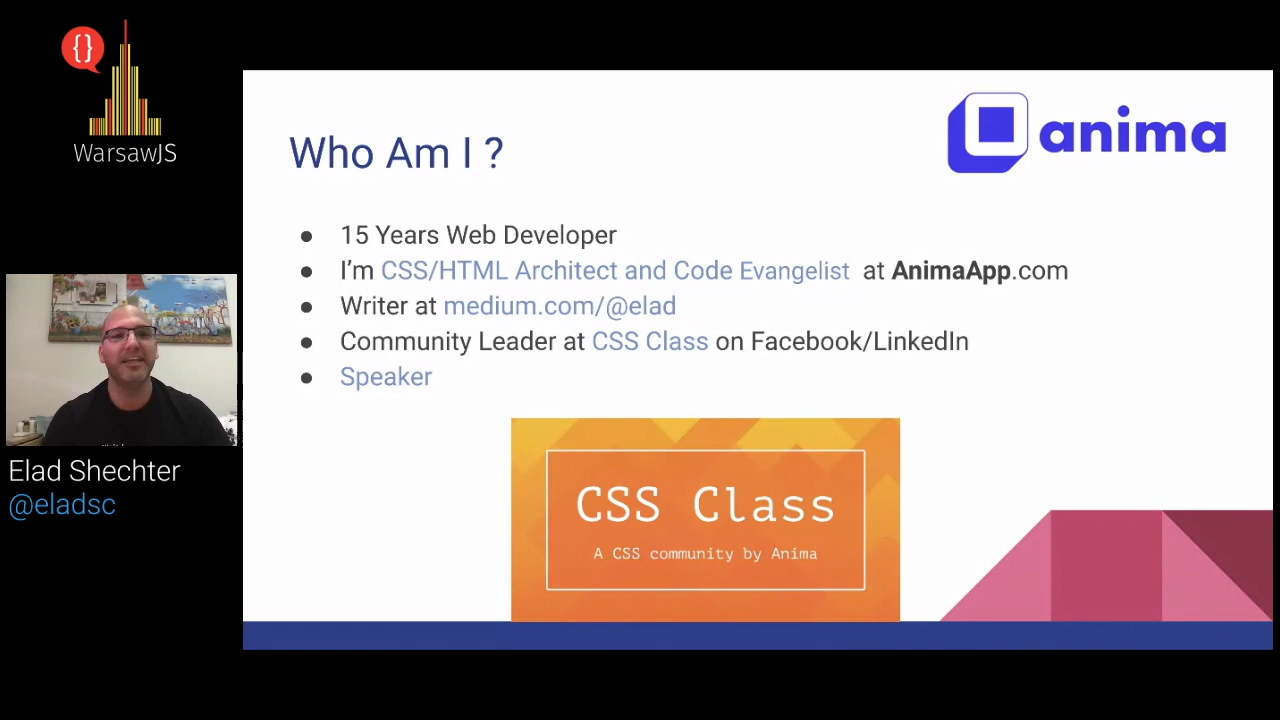 {}
WarsawJS
anima
Who Am I ?
● 15 Years Web Developer
● I’m CSS/HTML Architect and Code Evangelist at AnimaApp.com
● Writer at medium.com/@elad
● Community Leader at CSS Class on Facebook/LinkedIn
● Speaker
Elad Shechter
@eladsc
CSS Class
A CSS community by Anima